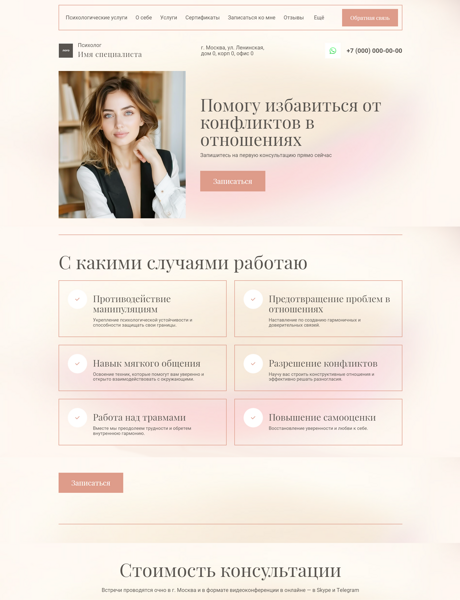 Психологические услуги О себе Услуги Сертификаты Записаться ко мне Отзывы Ещё Обратная связь
Психолог
Имя специалиста
г. Москва, ул. Ленинская,
дом 0, корп 0, офис 0
+7 (000) 000-00-00
Помогу избавиться от
конфликтов в
отношениях
Запишитесь на первую консультацию прямо сейчас
Записаться
С какими случаями работаю
Противодействие
манипуляциям
Укрепление психологической устойчивости и
способности защищать свои границы.
Предотвращение проблем в
отношениях
Наставление по созданию гармоничных и
доверительных связей.
Навык мягкого общения
Освоение техник, которые помогут вам уверенно и
открыто взаимодействовать с окружающими.
Разрешение конфликтов
Научу вас строить конструктивные отношения и
эффективно решать разногласия.
Работа над травмами
Вместе мы преодолеем трудности и обретем
внутреннюю гармонию.
Повышение самооценки
Восстановление уверенности и любви к себе.
Записаться
Стоимость консультации
Встречи проводятся очно в г. Москва и в формате видеоконференции в онлайне — в Skype и Telegram